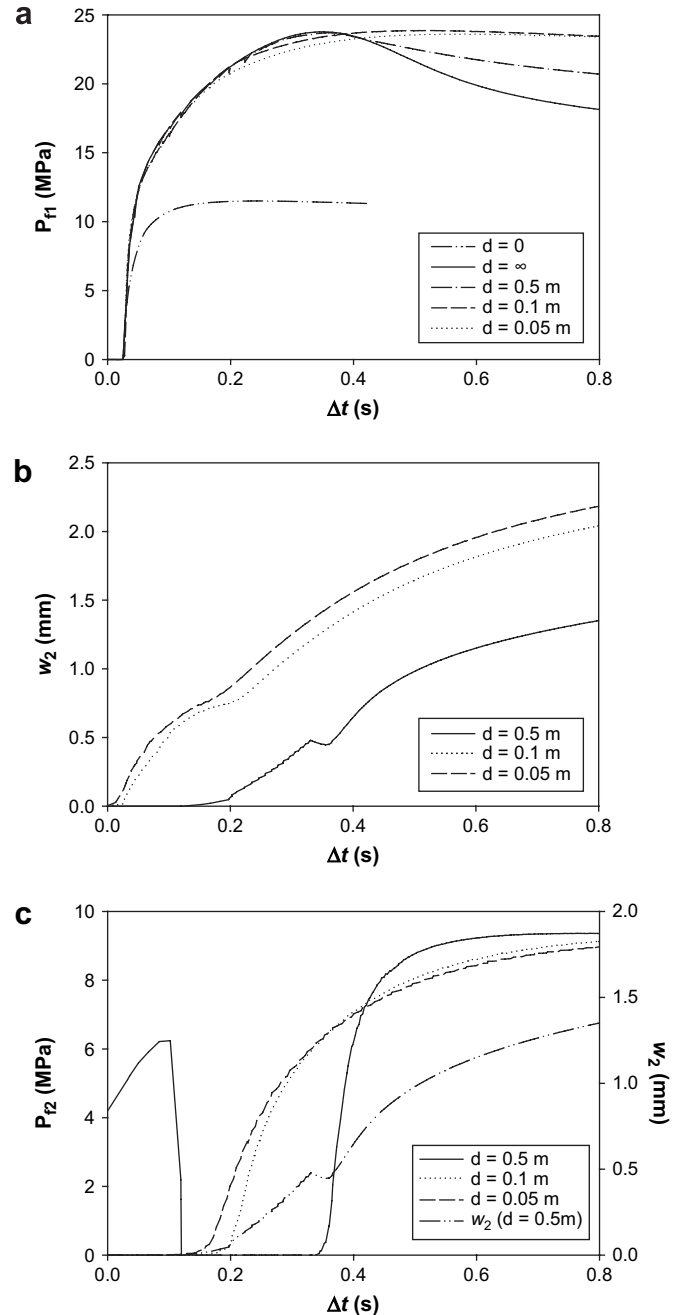 a
25
20
15
10
5
0
P_f1 (MPa)
d = 0
d = ∞
d = 0.5 m
d = 0.1 m
d = 0.05 m
0.0 0.2 0.4 0.6 0.8
Δt (s)
b
2.5
2.0
1.5
1.0
0.5
0.0
w_2 (mm)
d = 0.5 m
d = 0.1 m
d = 0.05 m
0.0 0.2 0.4 0.6 0.8
Δt (s)
c
10
8
6
4
2
0
P_f2 (MPa)
2.0
1.5
1.0
0.5
0.0
w_2 (mm)
d = 0.5 m
d = 0.1 m
d = 0.05 m
w_2 (d = 0.5m)
0.0 0.2 0.4 0.6 0.8
Δt (s)